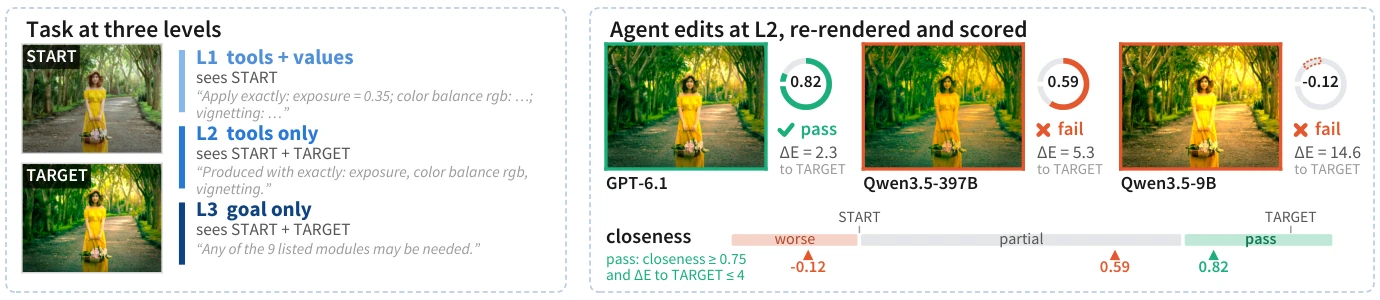 Task at three levels
START
L1 tools + values
sees START
“Apply exactly: exposure = 0.35; color balance rgb: …;
vignetting: …”
L2 tools only
sees START + TARGET
“Produced with exactly: exposure, color balance rgb,
vignetting.”
TARGET
L3 goal only
sees START + TARGET
“Any of the 9 listed modules may be needed.”
Agent edits at L2, re-rendered and scored
0.82
pass
ΔE = 2.3
to TARGET
GPT-6.1
0.59
fail
ΔE = 5.3
to TARGET
Qwen3.5-397B
-0.12
fail
ΔE = 14.6
to TARGET
Qwen3.5-9B
START
TARGET
closeness
worse
partial
pass
pass: closeness ≥ 0.75
and ΔE to TARGET ≤ 4
-0.12
0.59
0.82